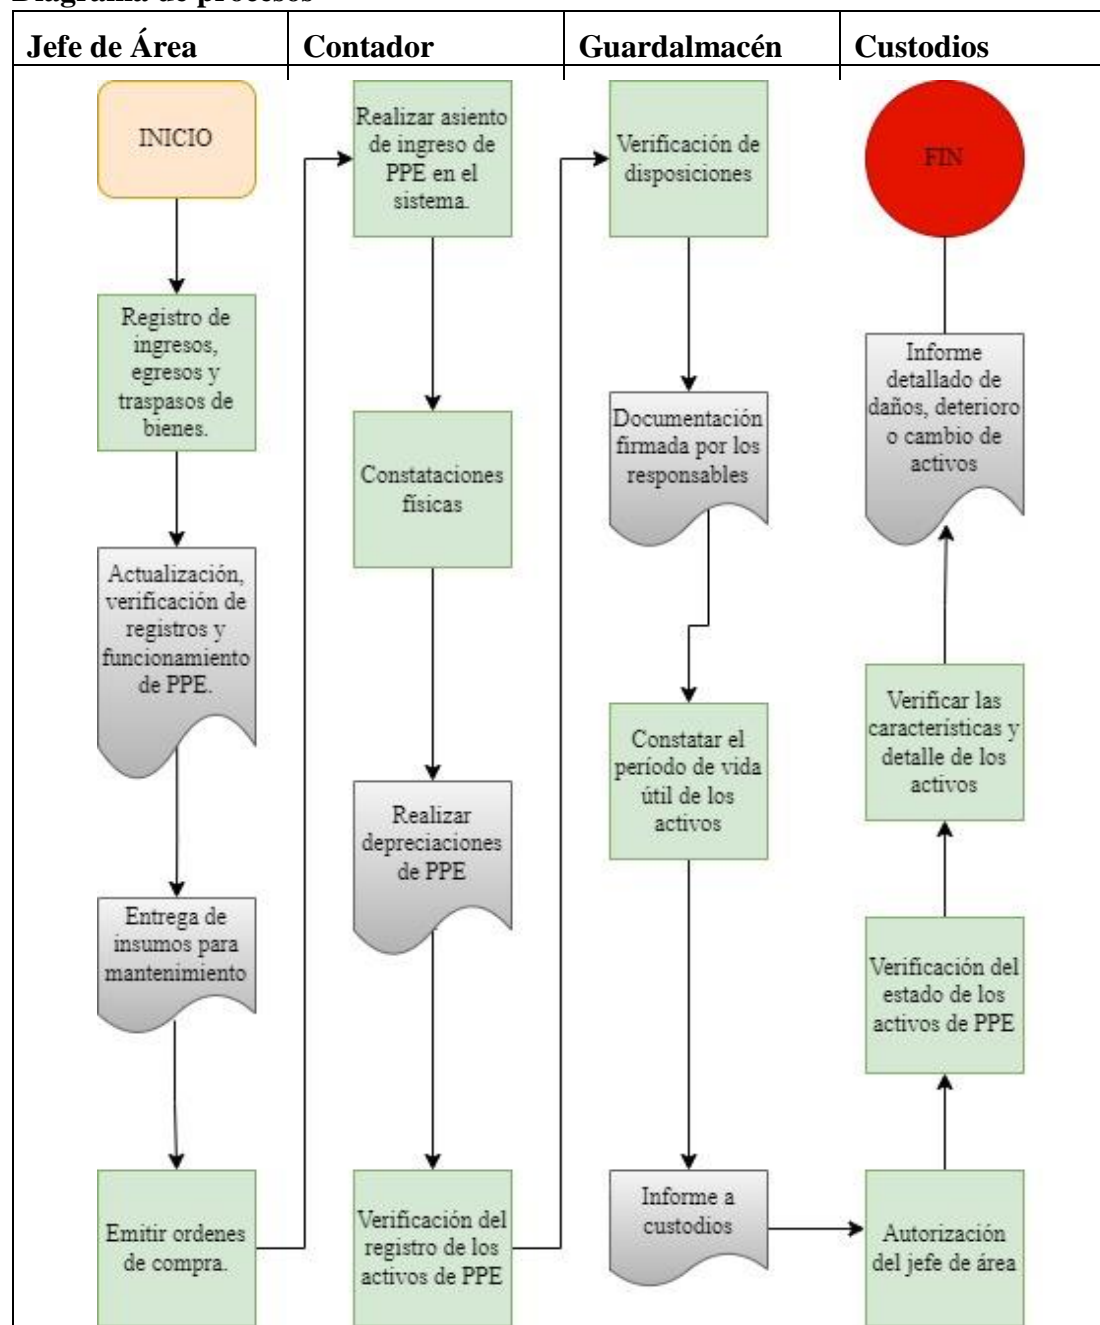 Diagrama de procesos
Jefe de Área
Contador
Guardalmacén
Custodios
INICIO
Registro de
ingresos,
egresos y
traspasos de
bienes.
Actualización,
verificación de
registros y
funcionamiento
de PPE.
Entrega de
insumos para
mantenimiento
Emitir ordenes
de compra.
Realizar asiento
de ingreso de
PPE en el
sistema.
Constataciones
físicas
Realizar
depreciaciones
de PPE
Verificación del
registro de los
activos de PPE
Verificación de
disposiciones
Documentación
firmada por los
responsables
Constatar el
período de vida
útil de los
activos
Informe a
custodios
Autorización
del jefe de área
Verificación del
estado de los
activos de PPE
Verificar las
características y
detalle de los
activos
Informe
detallado de
daños, deterioro
o cambio de
activos
FIN